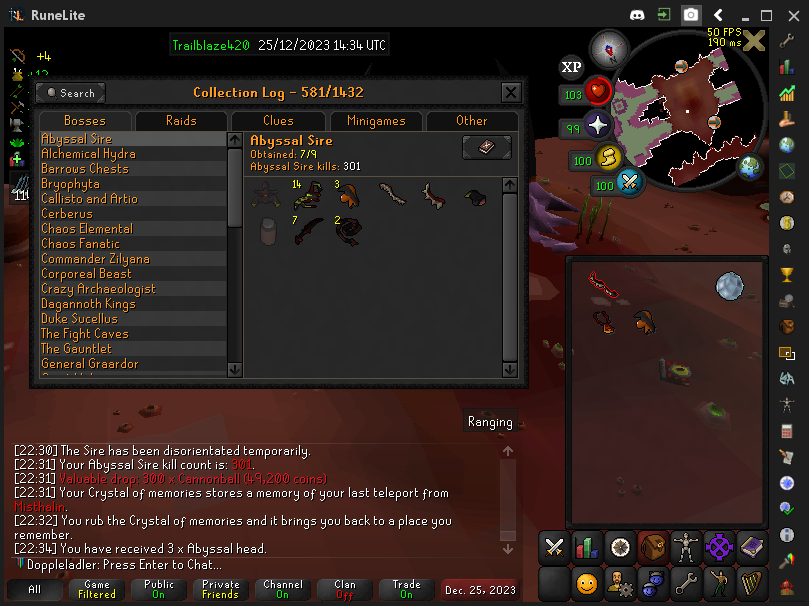 RuneLite
+4
+12
Trailblaze420 25/12/2023 14:34 UTC
50 FPS
190 ms
XP
103
99
100
100
Search
Collection Log - 581/1432
Bosses
Raids
Clues
Minigames
Other
Abyssal Sire
Alchemical Hydra
Barrows Chests
Bryophyta
Callisto and Artio
Cerberus
Chaos Elemental
Chaos Fanatic
Commander Zilyana
Corporeal Beast
Crazy Archaeologist
Dagannoth Kings
Duke Sucellus
The Fight Caves
The Gauntlet
General Graardor
Abyssal Sire
Obtained: 7/9
Abyssal Sire kills: 301
14
3
7
2
Ranging
[22:30] The Sire has been disorientated temporarily.
[22:31] Your Abyssal Sire kill count is: 301.
[22:31] Valuable drop: 300 x Cannonball (49,200 coins)
[22:31] Your Crystal of memories stores a memory of your last teleport from
Misthalin.
[22:32] You rub the Crystal of memories and it brings you back to a place you
remember.
[22:34] You have received 3 x Abyssal head.
Doppleladler: Press Enter to Chat...
All
Game
Filtered
Public
On
Private
Friends
Channel
On
Clan
Off
Trade
On
Dec. 25, 2023